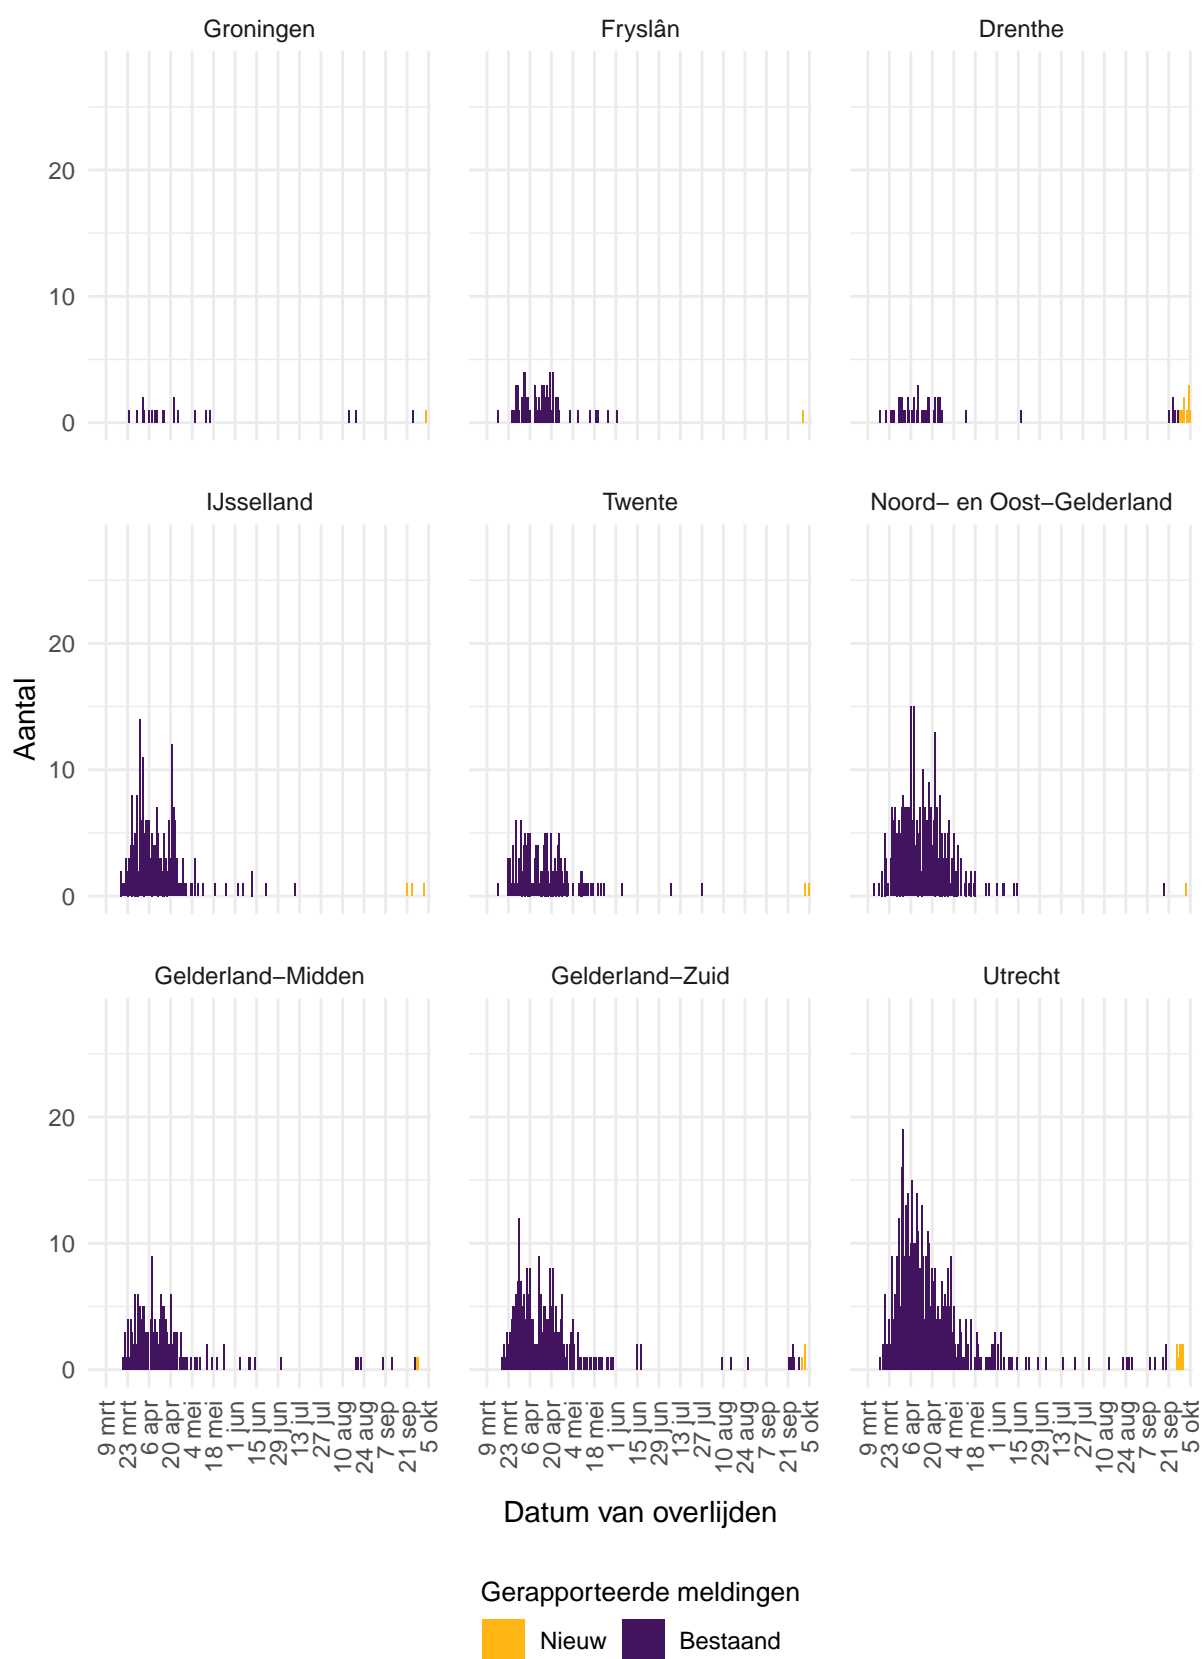 Groningen Fryslân Drenthe
20
10
0
IJsselland Twente Noord− en Oost−Gelderland
20
10
0
Aantal
Gelderland−Midden Gelderland−Zuid Utrecht
20
10
0
9 mrt 23 mrt 6 apr 20 apr 4 mei 18 mei 1 jun 15 jun 29 jun 13 jul 27 jul 10 aug 24 aug 7 sep 21 sep 5 okt
9 mrt 23 mrt 6 apr 20 apr 4 mei 18 mei 1 jun 15 jun 29 jun 13 jul 27 jul 10 aug 24 aug 7 sep 21 sep 5 okt
9 mrt 23 mrt 6 apr 20 apr 4 mei 18 mei 1 jun 15 jun 29 jun 13 jul 27 jul 10 aug 24 aug 7 sep 21 sep 5 okt
Datum van overlijden
Gerapporteerde meldingen
Nieuw Bestaand